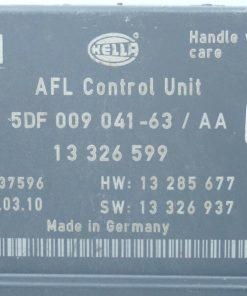 HELLA
Handle
care
AFL Control Unit
5DF 009 041-63 / AA
13 326 599
37596
HW: 13 285 677
.03.10
SW: 13 326 937
Made in Germany